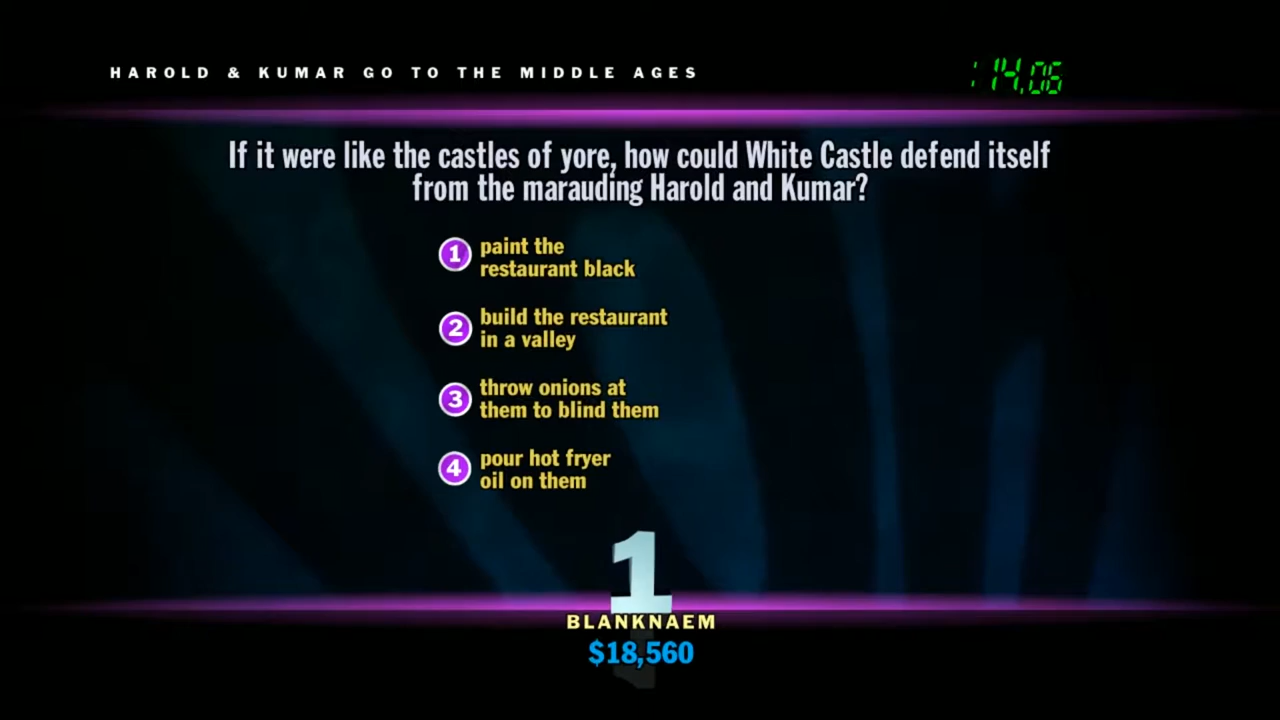 HAROLD & KUMAR GO TO THE MIDDLE AGES
:14.06
If it were like the castles of yore, how could White Castle defend itself
from the marauding Harold and Kumar?
1 paint the
restaurant black
2 build the restaurant
in a valley
3 throw onions at
them to blind them
4 pour hot fryer
oil on them
1
BLANKNAEM
$18,560